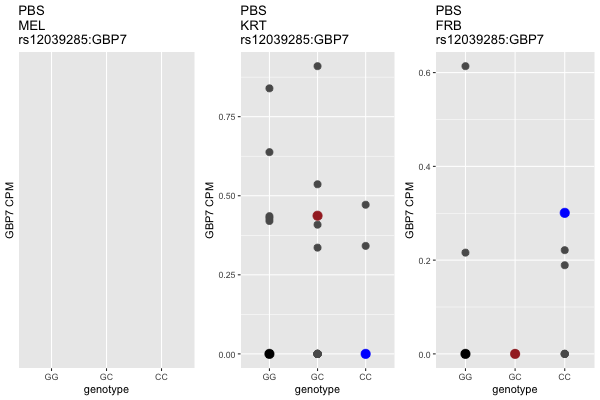 PBS
MEL
rs12039285:GBP7
GBP7 CPM
GG GC CC
genotype
PBS
KRT
rs12039285:GBP7
GBP7 CPM
0.75
0.50
0.25
0.00
GG GC CC
genotype
PBS
FRB
rs12039285:GBP7
GBP7 CPM
0.6
0.4
0.2
0.0
GG GC CC
genotype